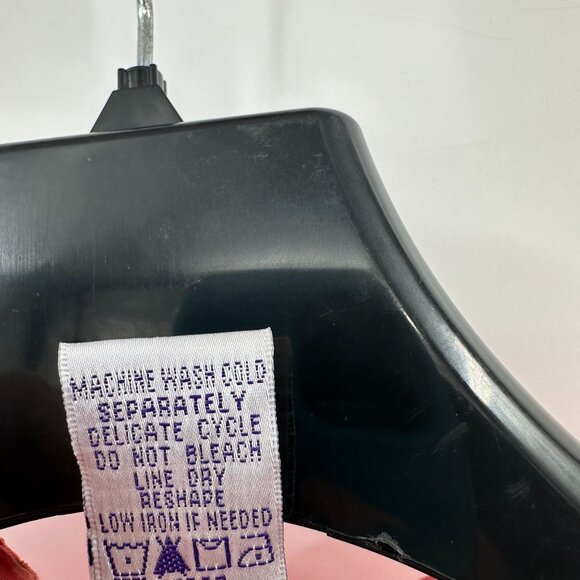 MACHINE WASH COLD
SEPARATELY
DELICATE CYCLE
DO NOT BLEACH
LINE DRY
RESHAPE
LOW IRON IF NEEDED